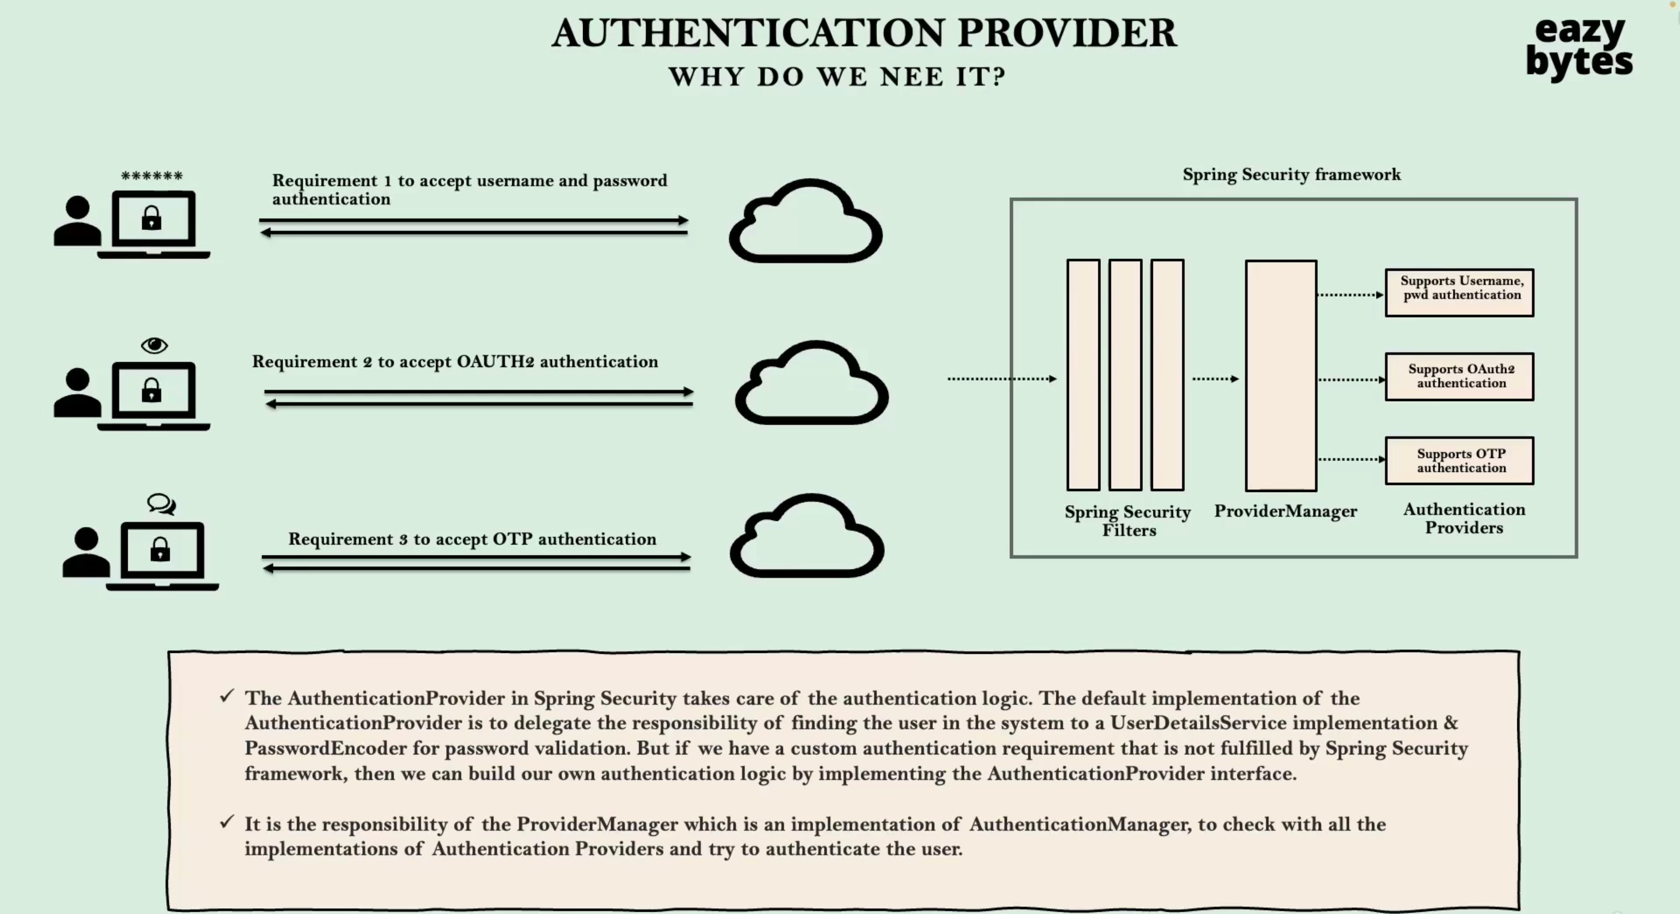 AUTHENTICATION PROVIDER
WHY DO WE NEE IT?
eazy
bytes
******
Requirement 1 to accept username and password
authentication
Requirement 2 to accept OAUTH2 authentication
Requirement 3 to accept OTP authentication
Spring Security framework
Supports Username,
pwd authentication
Supports OAuth2
authentication
Supports OTP
authentication
Spring Security
Filters
ProviderManager
Authentication
Providers
✓ The AuthenticationProvider in Spring Security takes care of the authentication logic. The default implementation of the
AuthenticationProvider is to delegate the responsibility of finding the user in the system to a UserDetailsService implementation &
PasswordEncoder for password validation. But if we have a custom authentication requirement that is not fulfilled by Spring Security
framework, then we can build our own authentication logic by implementing the AuthenticationProvider interface.
✓ It is the responsibility of the ProviderManager which is an implementation of AuthenticationManager, to check with all the
implementations of Authentication Providers and try to authenticate the user.